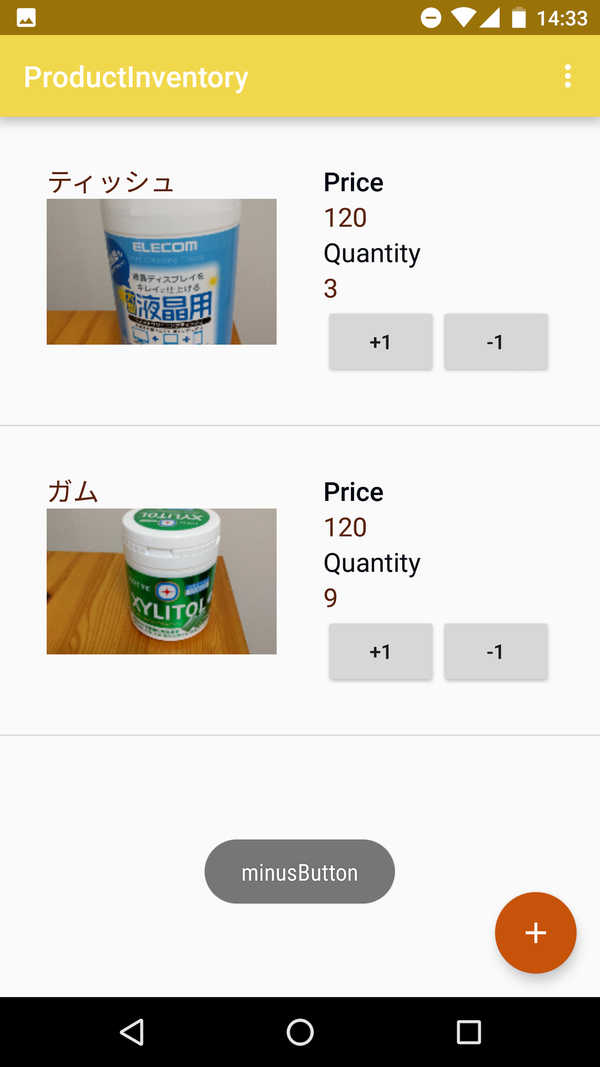 14:33
ProductInventory
ティッシュ
ELECOM
液晶ディスプレイを
キレイに仕上げる
液晶用
Price
120
Quantity
3
+1
-1
ガム
XYLITOL
LOTTE
XYLITOL
Price
120
Quantity
9
+1
-1
minusButton
+